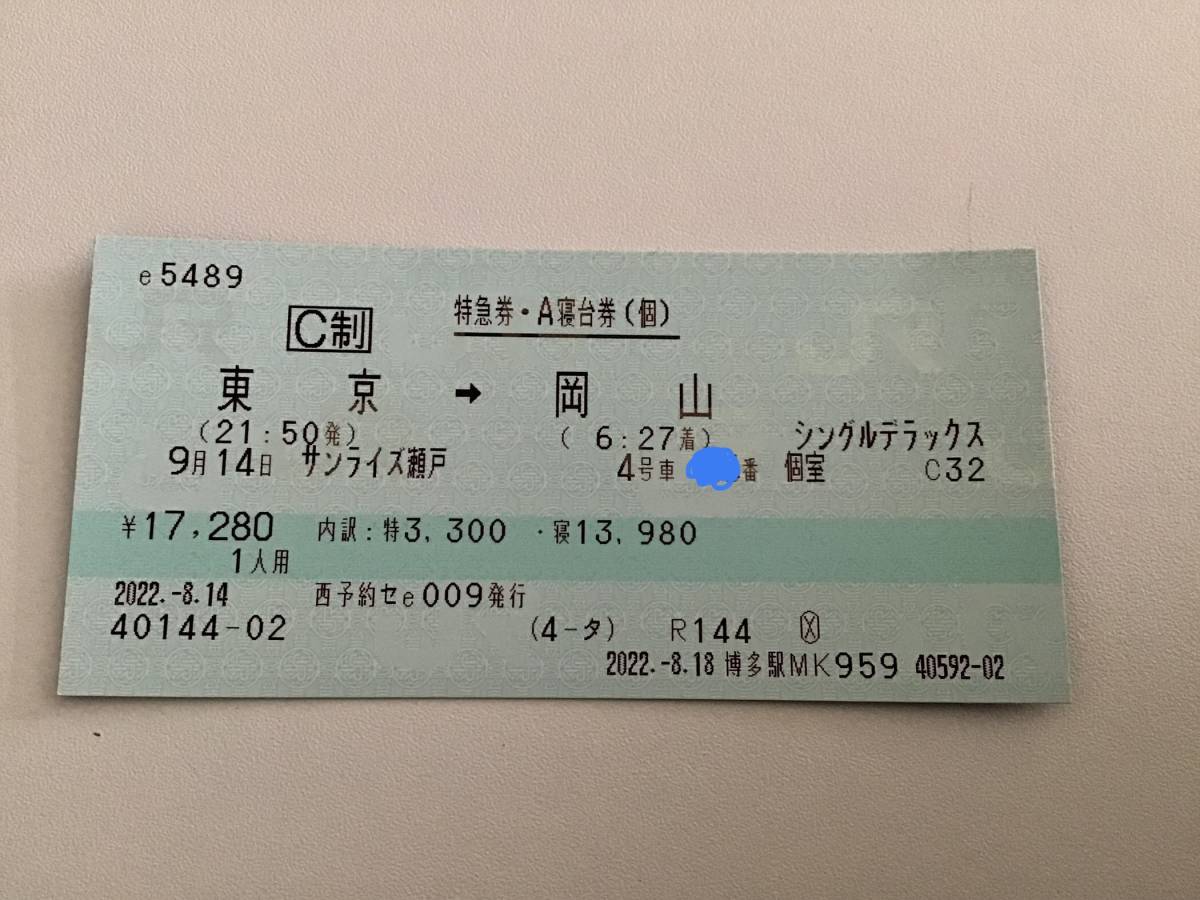 e5489
C制 特急券・A寝台券(個)
東京 → 岡山
(21:50発) ( 6:27着) シングルデラックス
9月14日 サンライズ瀬戸 4号車 番 個室 C32
¥17,280 内訳:特3,300 ・寝13,980
1人用
2022.-8.14 西予約セe009発行
40144-02 (4-タ) R144 Ⓧ
2022.-8.18 博多駅MK959 40592-02